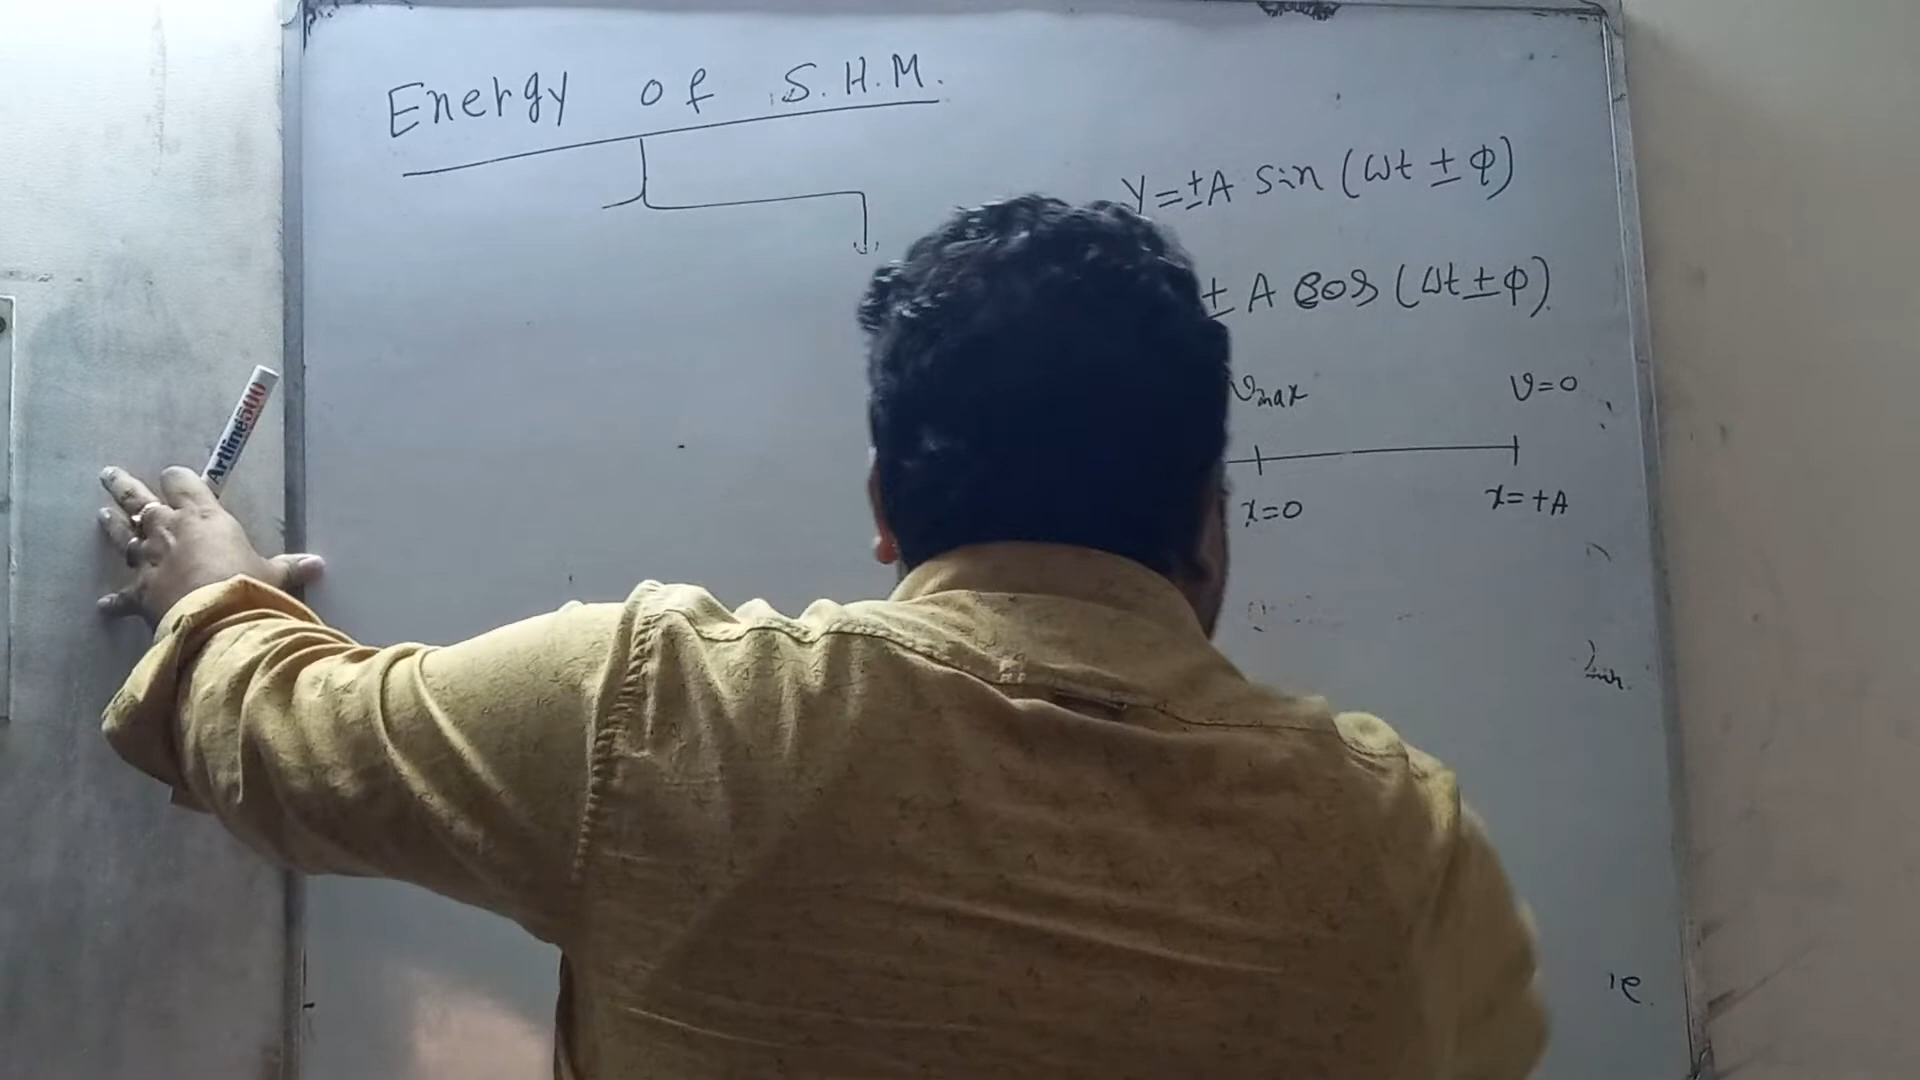 Energy of S.H.M.
Y=±A sin (ωt ± φ)
± A cos (ωt ± φ)
Vmax V=0
x=0 x=+A
Artline500